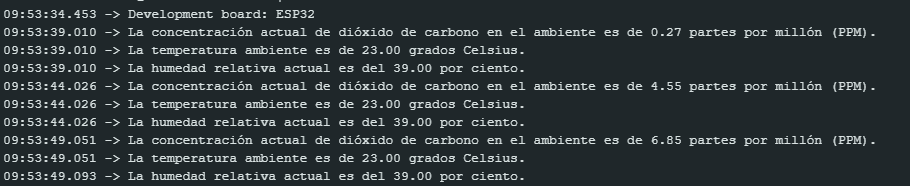 09:53:34.453 -> Development board: ESP32
09:53:39.010 -> La concentración actual de dióxido de carbono en el ambiente es de 0.27 partes por millón (PPM).
09:53:39.010 -> La temperatura ambiente es de 23.00 grados Celsius.
09:53:39.010 -> La humedad relativa actual es del 39.00 por ciento.
09:53:44.026 -> La concentración actual de dióxido de carbono en el ambiente es de 4.55 partes por millón (PPM).
09:53:44.026 -> La temperatura ambiente es de 23.00 grados Celsius.
09:53:44.026 -> La humedad relativa actual es del 39.00 por ciento.
09:53:49.051 -> La concentración actual de dióxido de carbono en el ambiente es de 6.85 partes por millón (PPM).
09:53:49.051 -> La temperatura ambiente es de 23.00 grados Celsius.
09:53:49.093 -> La humedad relativa actual es del 39.00 por ciento.